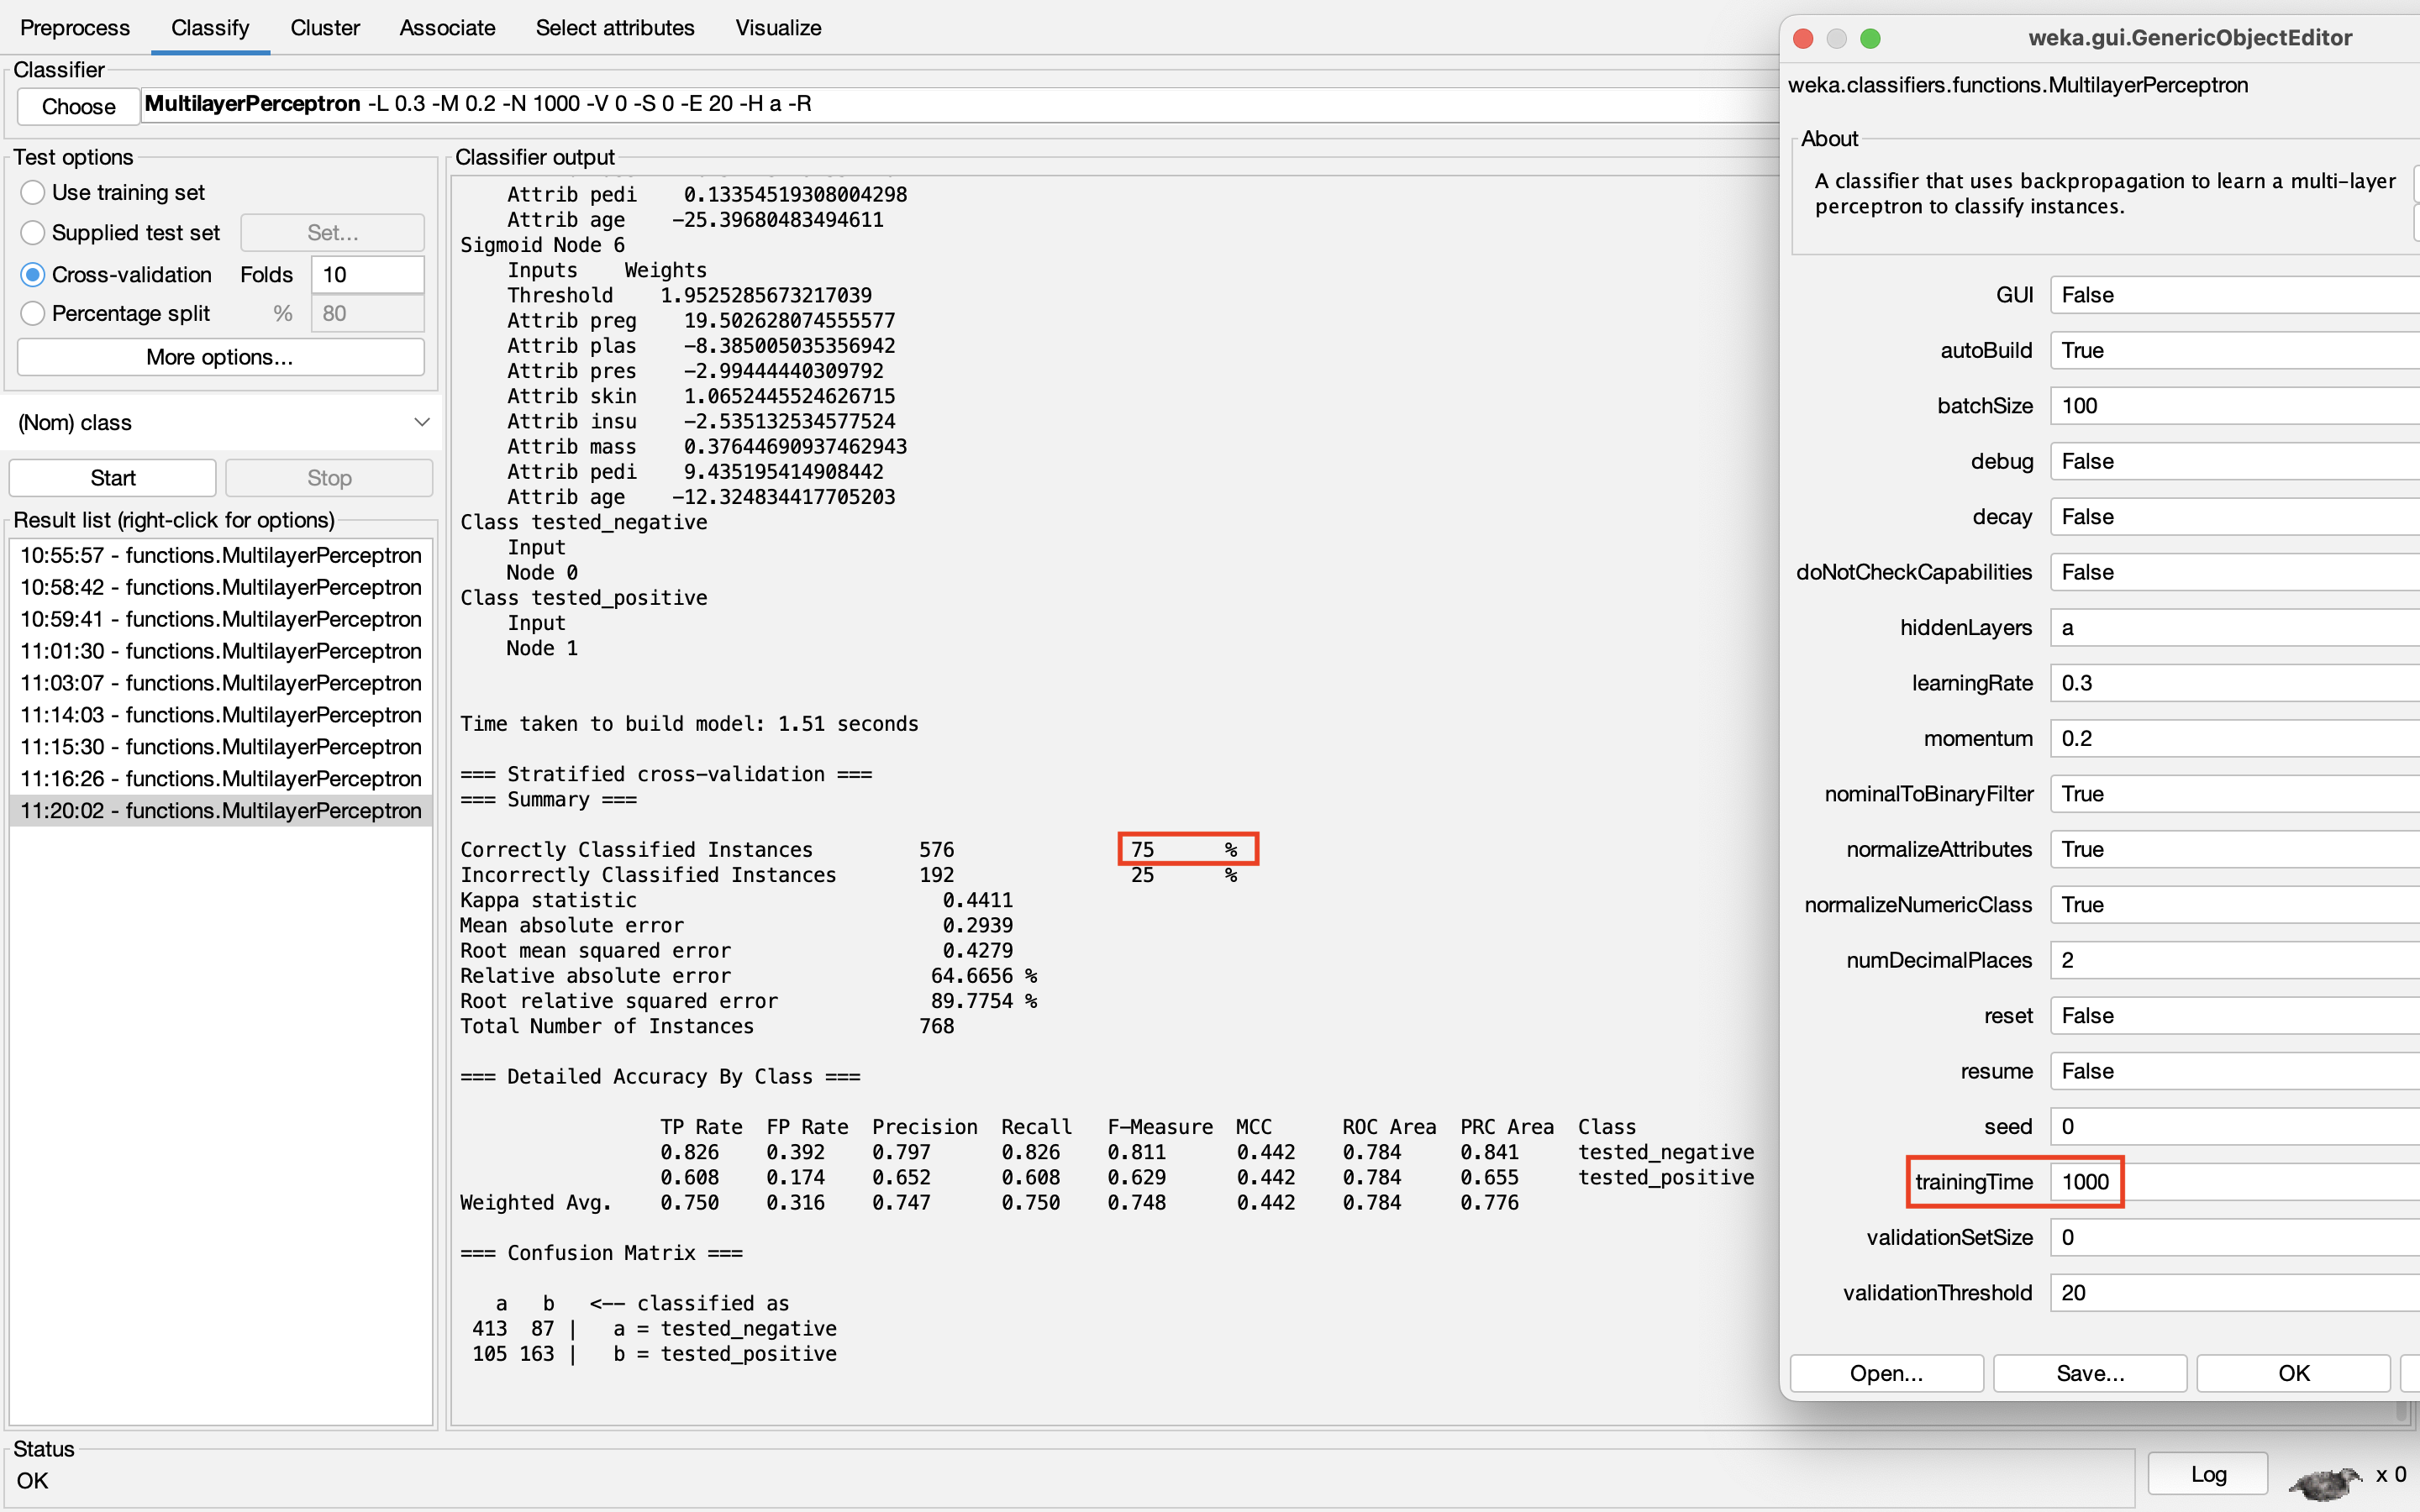 Preprocess Classify Cluster Associate Select attributes Visualize
Classifier
Choose MultilayerPerceptron -L 0.3 -M 0.2 -N 1000 -V 0 -S 0 -E 20 -H a -R
Test options
Use training set
Supplied test set Set...
Cross-validation Folds 10
Percentage split % 80
More options...
(Nom) class
Start Stop
Result list (right-click for options)
10:55:57 - functions.MultilayerPerceptron
10:58:42 - functions.MultilayerPerceptron
10:59:41 - functions.MultilayerPerceptron
11:01:30 - functions.MultilayerPerceptron
11:03:07 - functions.MultilayerPerceptron
11:14:03 - functions.MultilayerPerceptron
11:15:30 - functions.MultilayerPerceptron
11:16:26 - functions.MultilayerPerceptron
11:20:02 - functions.MultilayerPerceptron
Classifier output
Attrib pedi 0.13354519308004298
Attrib age -25.39680483494611
Sigmoid Node 6
Inputs Weights
Threshold 1.9525285673217039
Attrib preg 19.502628074555577
Attrib plas -8.385005035356942
Attrib pres -2.99444440309792
Attrib skin 1.0652445524626715
Attrib insu -2.535132534577524
Attrib mass 0.37644690937462943
Attrib pedi 9.435195414908442
Attrib age -12.324834417705203
Class tested_negative
Input
Node 0
Class tested_positive
Input
Node 1
Time taken to build model: 1.51 seconds
=== Stratified cross-validation ===
=== Summary ===
Correctly Classified Instances 576 75 %
Incorrectly Classified Instances 192 25 %
Kappa statistic 0.4411
Mean absolute error 0.2939
Root mean squared error 0.4279
Relative absolute error 64.6656 %
Root relative squared error 89.7754 %
Total Number of Instances 768
=== Detailed Accuracy By Class ===
TP Rate FP Rate Precision Recall F-Measure MCC ROC Area PRC Area Class
0.826 0.392 0.797 0.826 0.811 0.442 0.784 0.841 tested_negative
0.608 0.174 0.652 0.608 0.629 0.442 0.784 0.655 tested_positive
Weighted Avg. 0.750 0.316 0.747 0.750 0.748 0.442 0.784 0.776
=== Confusion Matrix ===
a b <-- classified as
413 87 | a = tested_negative
105 163 | b = tested_positive
weka.gui.GenericObjectEditor
weka.classifiers.functions.MultilayerPerceptron
About
A classifier that uses backpropagation to learn a multi-layer
perceptron to classify instances.
GUI False
autoBuild True
batchSize 100
debug False
decay False
doNotCheckCapabilities False
hiddenLayers a
learningRate 0.3
momentum 0.2
nominalToBinaryFilter True
normalizeAttributes True
normalizeNumericClass True
numDecimalPlaces 2
reset False
resume False
seed 0
trainingTime 1000
validationSetSize 0
validationThreshold 20
Open... Save... OK
Status
OK
Log x 0